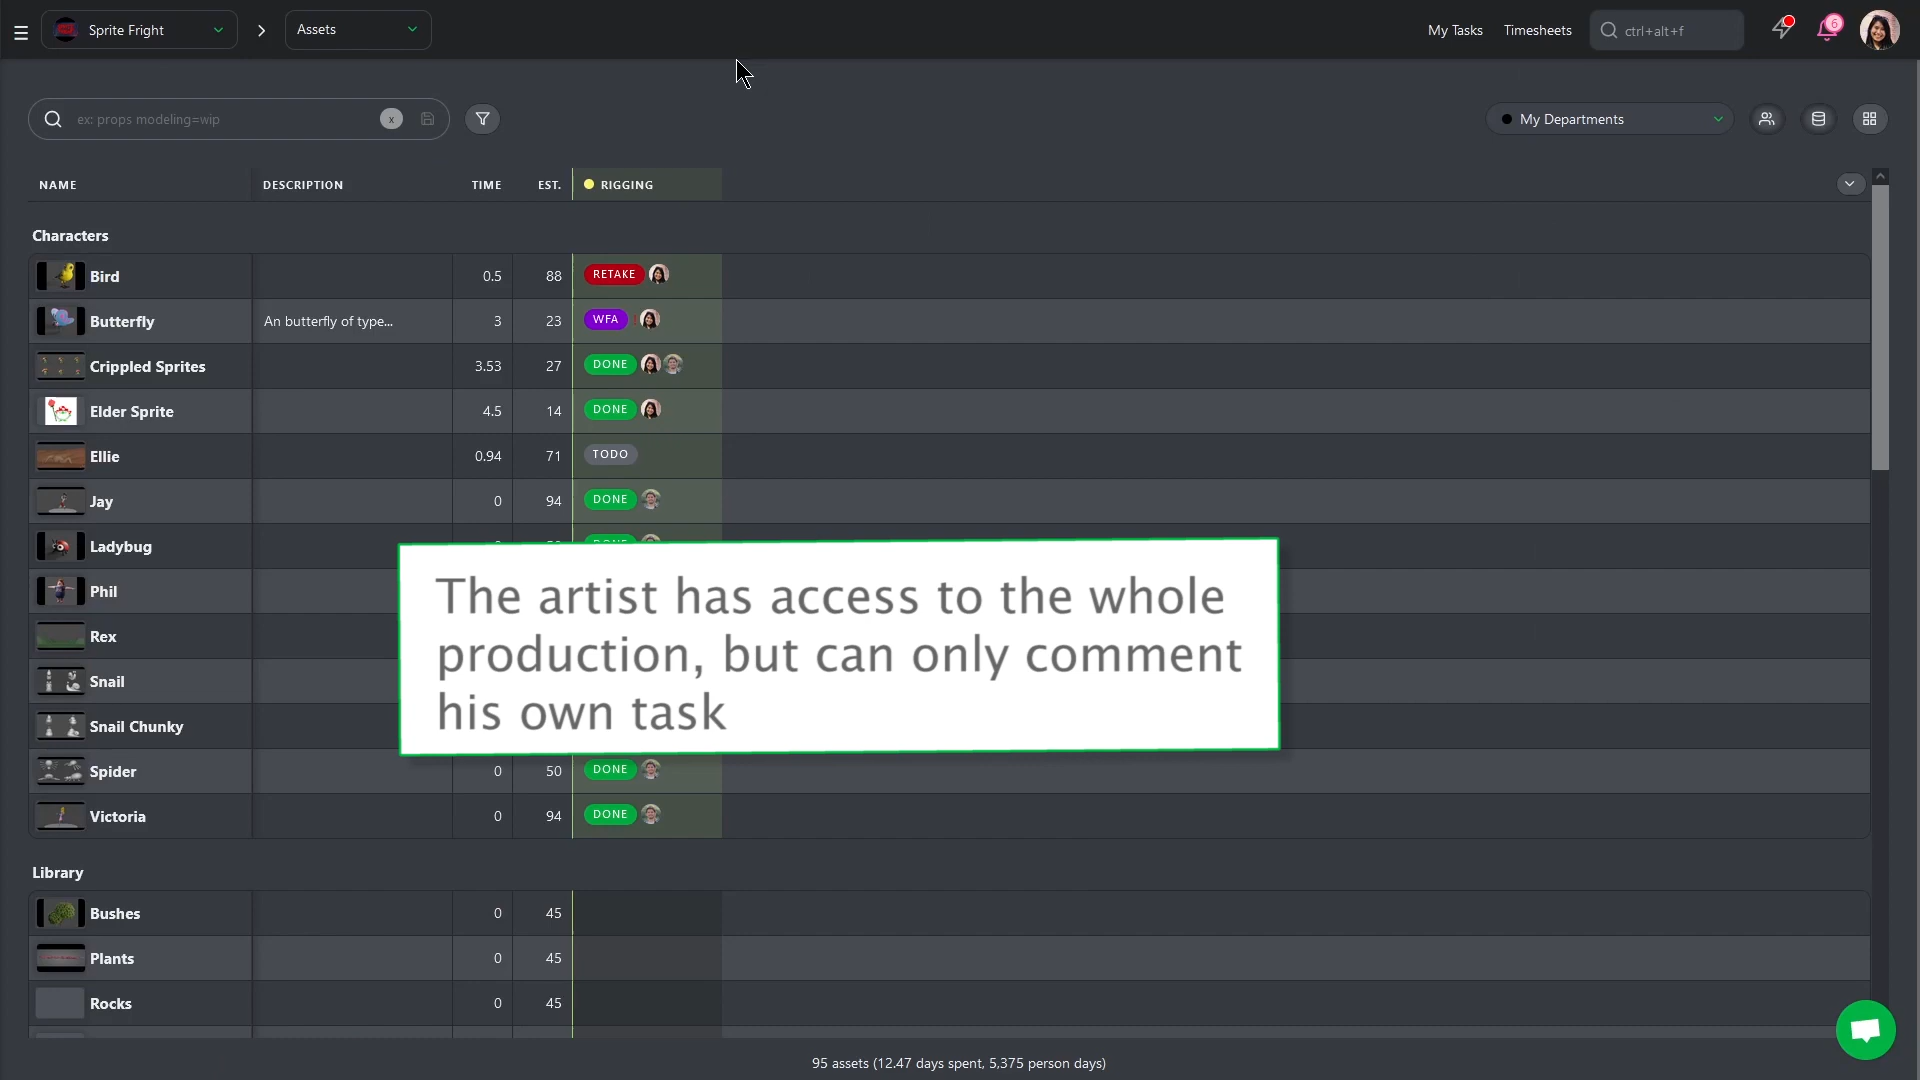 Sprite Fright
Assets
My Tasks
Timesheets
ctrl+alt+f
6
ex: props modeling=wip
x
My Departments
NAME DESCRIPTION TIME EST. RIGGING
Characters
Bird 0.5 88 RETAKE
Butterfly An butterfly of type... 3 23 WFA
Crippled Sprites 3.53 27 DONE
Elder Sprite 4.5 14 DONE
Ellie 0.94 71 TODO
Jay 0 94 DONE
Ladybug
Phil
Rex
Snail
Snail Chunky
The artist has access to the whole
production, but can only comment
his own task
Spider 0 50 DONE
Victoria 0 94 DONE
Library
Bushes 0 45
Plants 0 45
Rocks 0 45
95 assets (12.47 days spent, 5,375 person days)